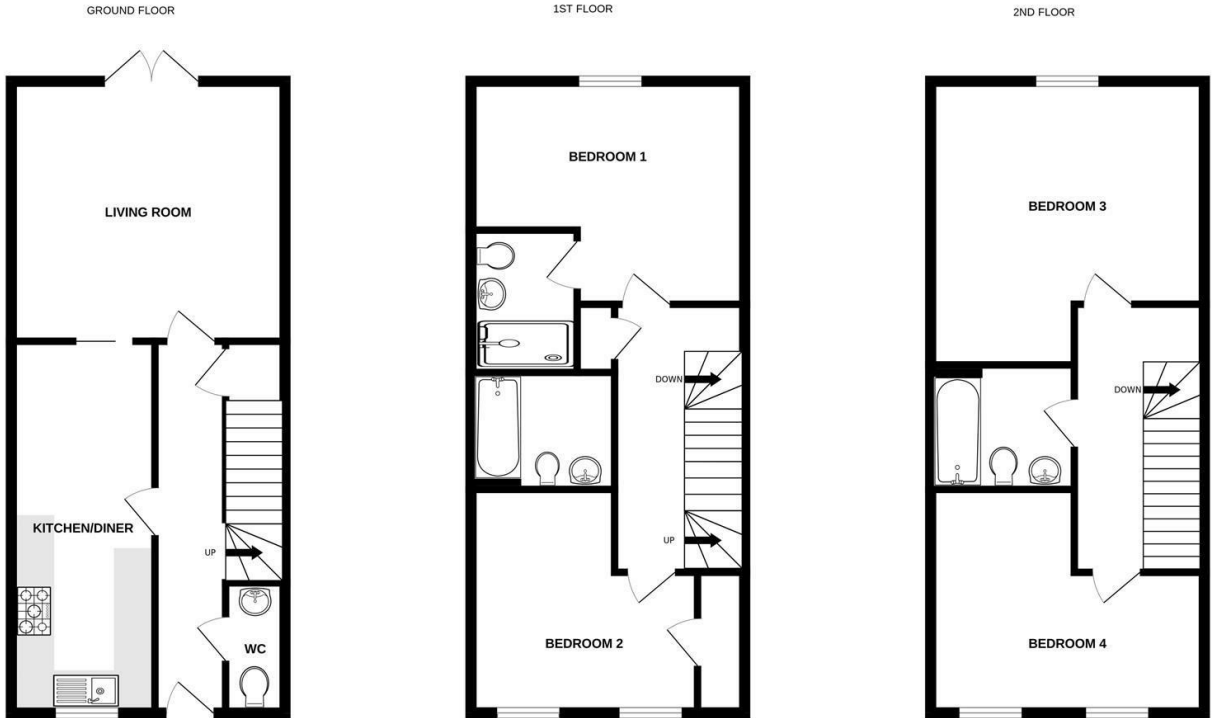 GROUND FLOOR
1ST FLOOR
2ND FLOOR
LIVING ROOM
KITCHEN/DINER
UP
WC
BEDROOM 1
DOWN
UP
BEDROOM 2
BEDROOM 3
DOWN
BEDROOM 4